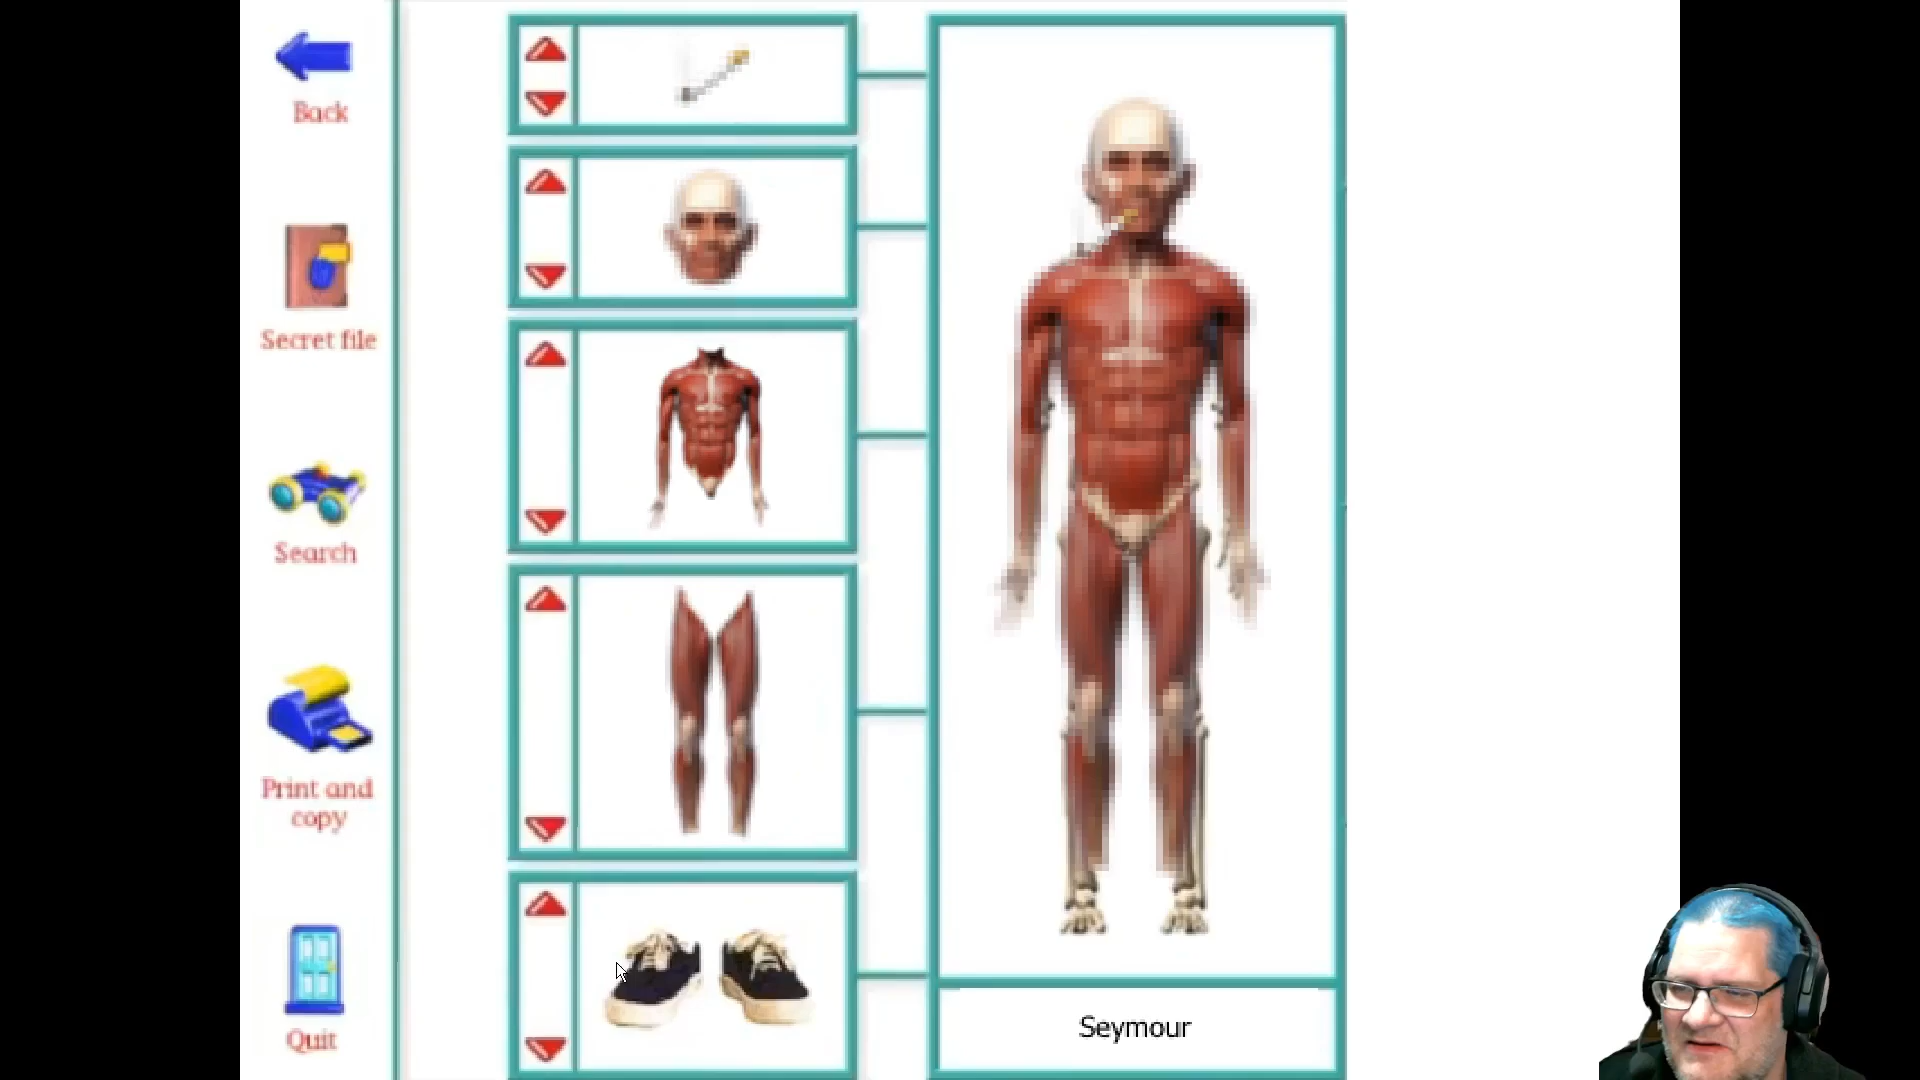 Back
Secret file
Search
Print and
copy
Quit
Seymour